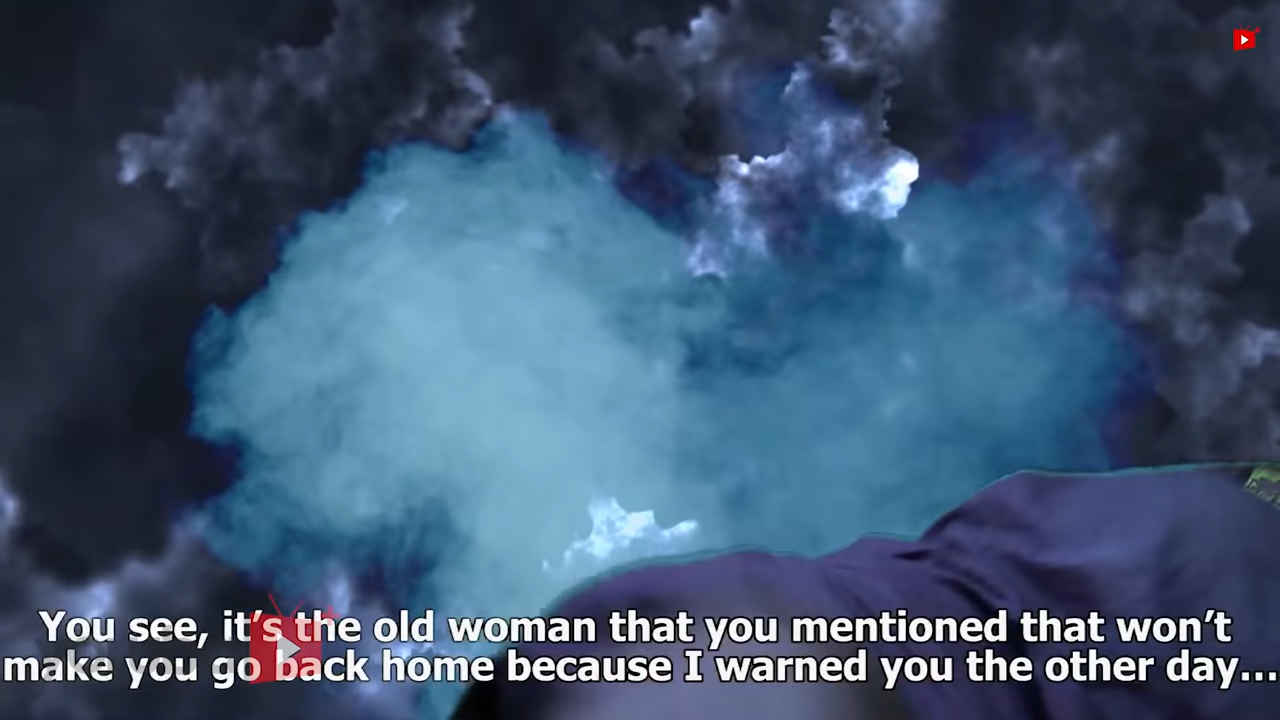 You see, it’s the old woman that you mentioned that won’t
make you go back home because I warned you the other day...